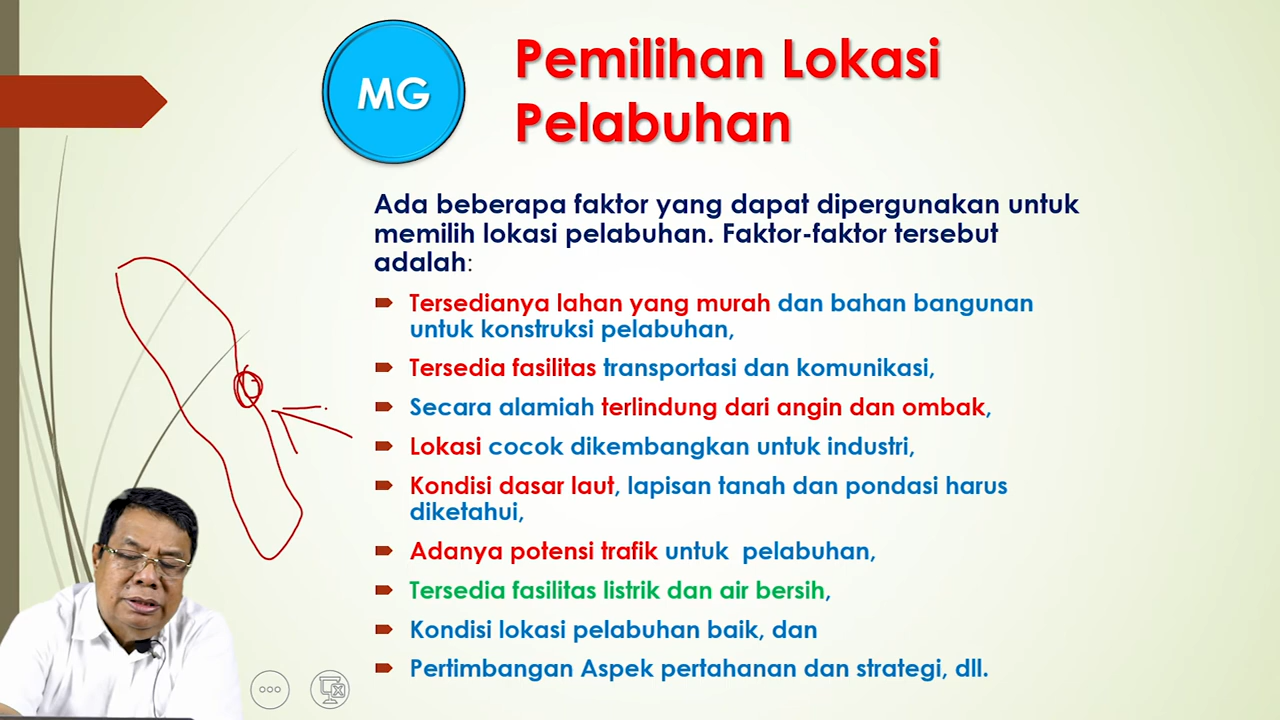 MG
Pemilihan Lokasi
Pelabuhan
Ada beberapa faktor yang dapat dipergunakan untuk
memilih lokasi pelabuhan. Faktor-faktor tersebut
adalah:
Tersedianya lahan yang murah dan bahan bangunan
untuk konstruksi pelabuhan,
Tersedia fasilitas transportasi dan komunikasi,
Secara alamiah terlindung dari angin dan ombak,
Lokasi cocok dikembangkan untuk industri,
Kondisi dasar laut, lapisan tanah dan pondasi harus
diketahui,
Adanya potensi trafik untuk pelabuhan,
Tersedia fasilitas listrik dan air bersih,
Kondisi lokasi pelabuhan baik, dan
Pertimbangan Aspek pertahanan dan strategi, dll.